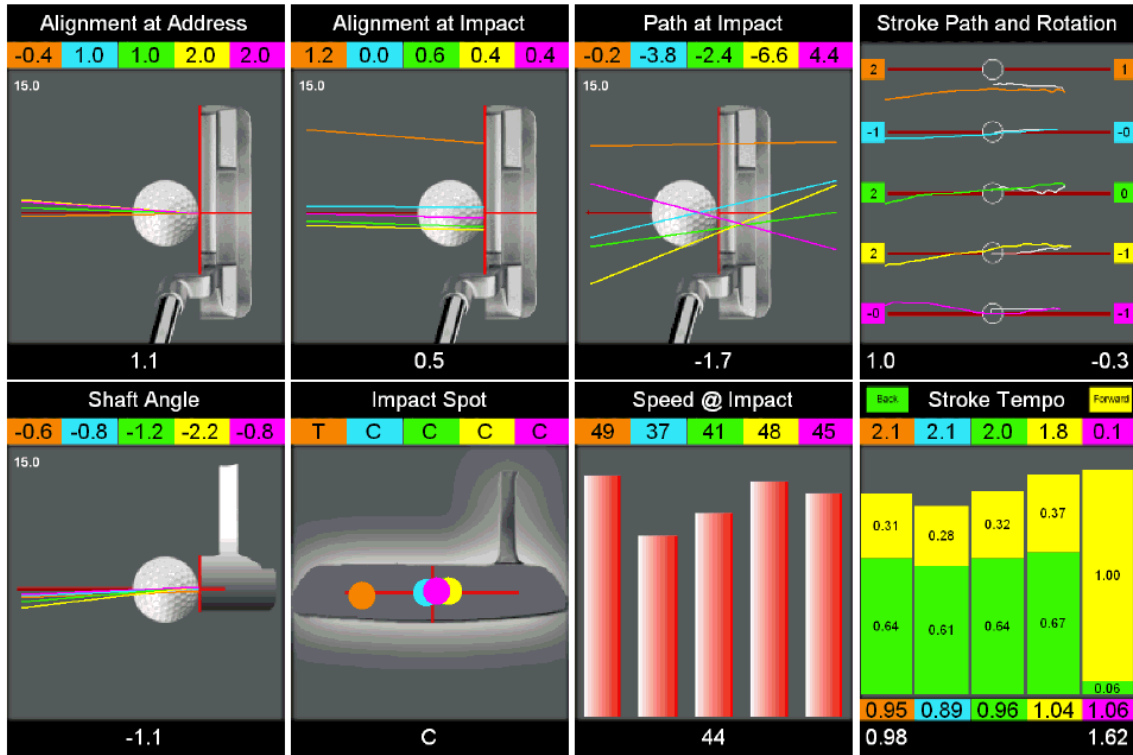 Alignment at Address
-0.4 1.0 1.0 2.0 2.0
15.0
1.1
Alignment at Impact
1.2 0.0 0.6 0.4 0.4
15.0
0.5
Path at Impact
-0.2 -3.8 -2.4 -6.6 4.4
15.0
-1.7
Stroke Path and Rotation
2 1
-1 -0
2 0
2 -1
-0 -1
1.0 -0.3
Shaft Angle
-0.6 -0.8 -1.2 -2.2 -0.8
15.0
-1.1
Impact Spot
T C C C C
C
Speed @ Impact
49 37 41 48 45
44
Back Stroke Tempo Forward
2.1 2.1 2.0 1.8 0.1
0.31 0.28 0.32 0.37 1.00
0.64 0.61 0.64 0.67 0.06
0.95 0.89 0.96 1.04 1.06
0.98 1.62